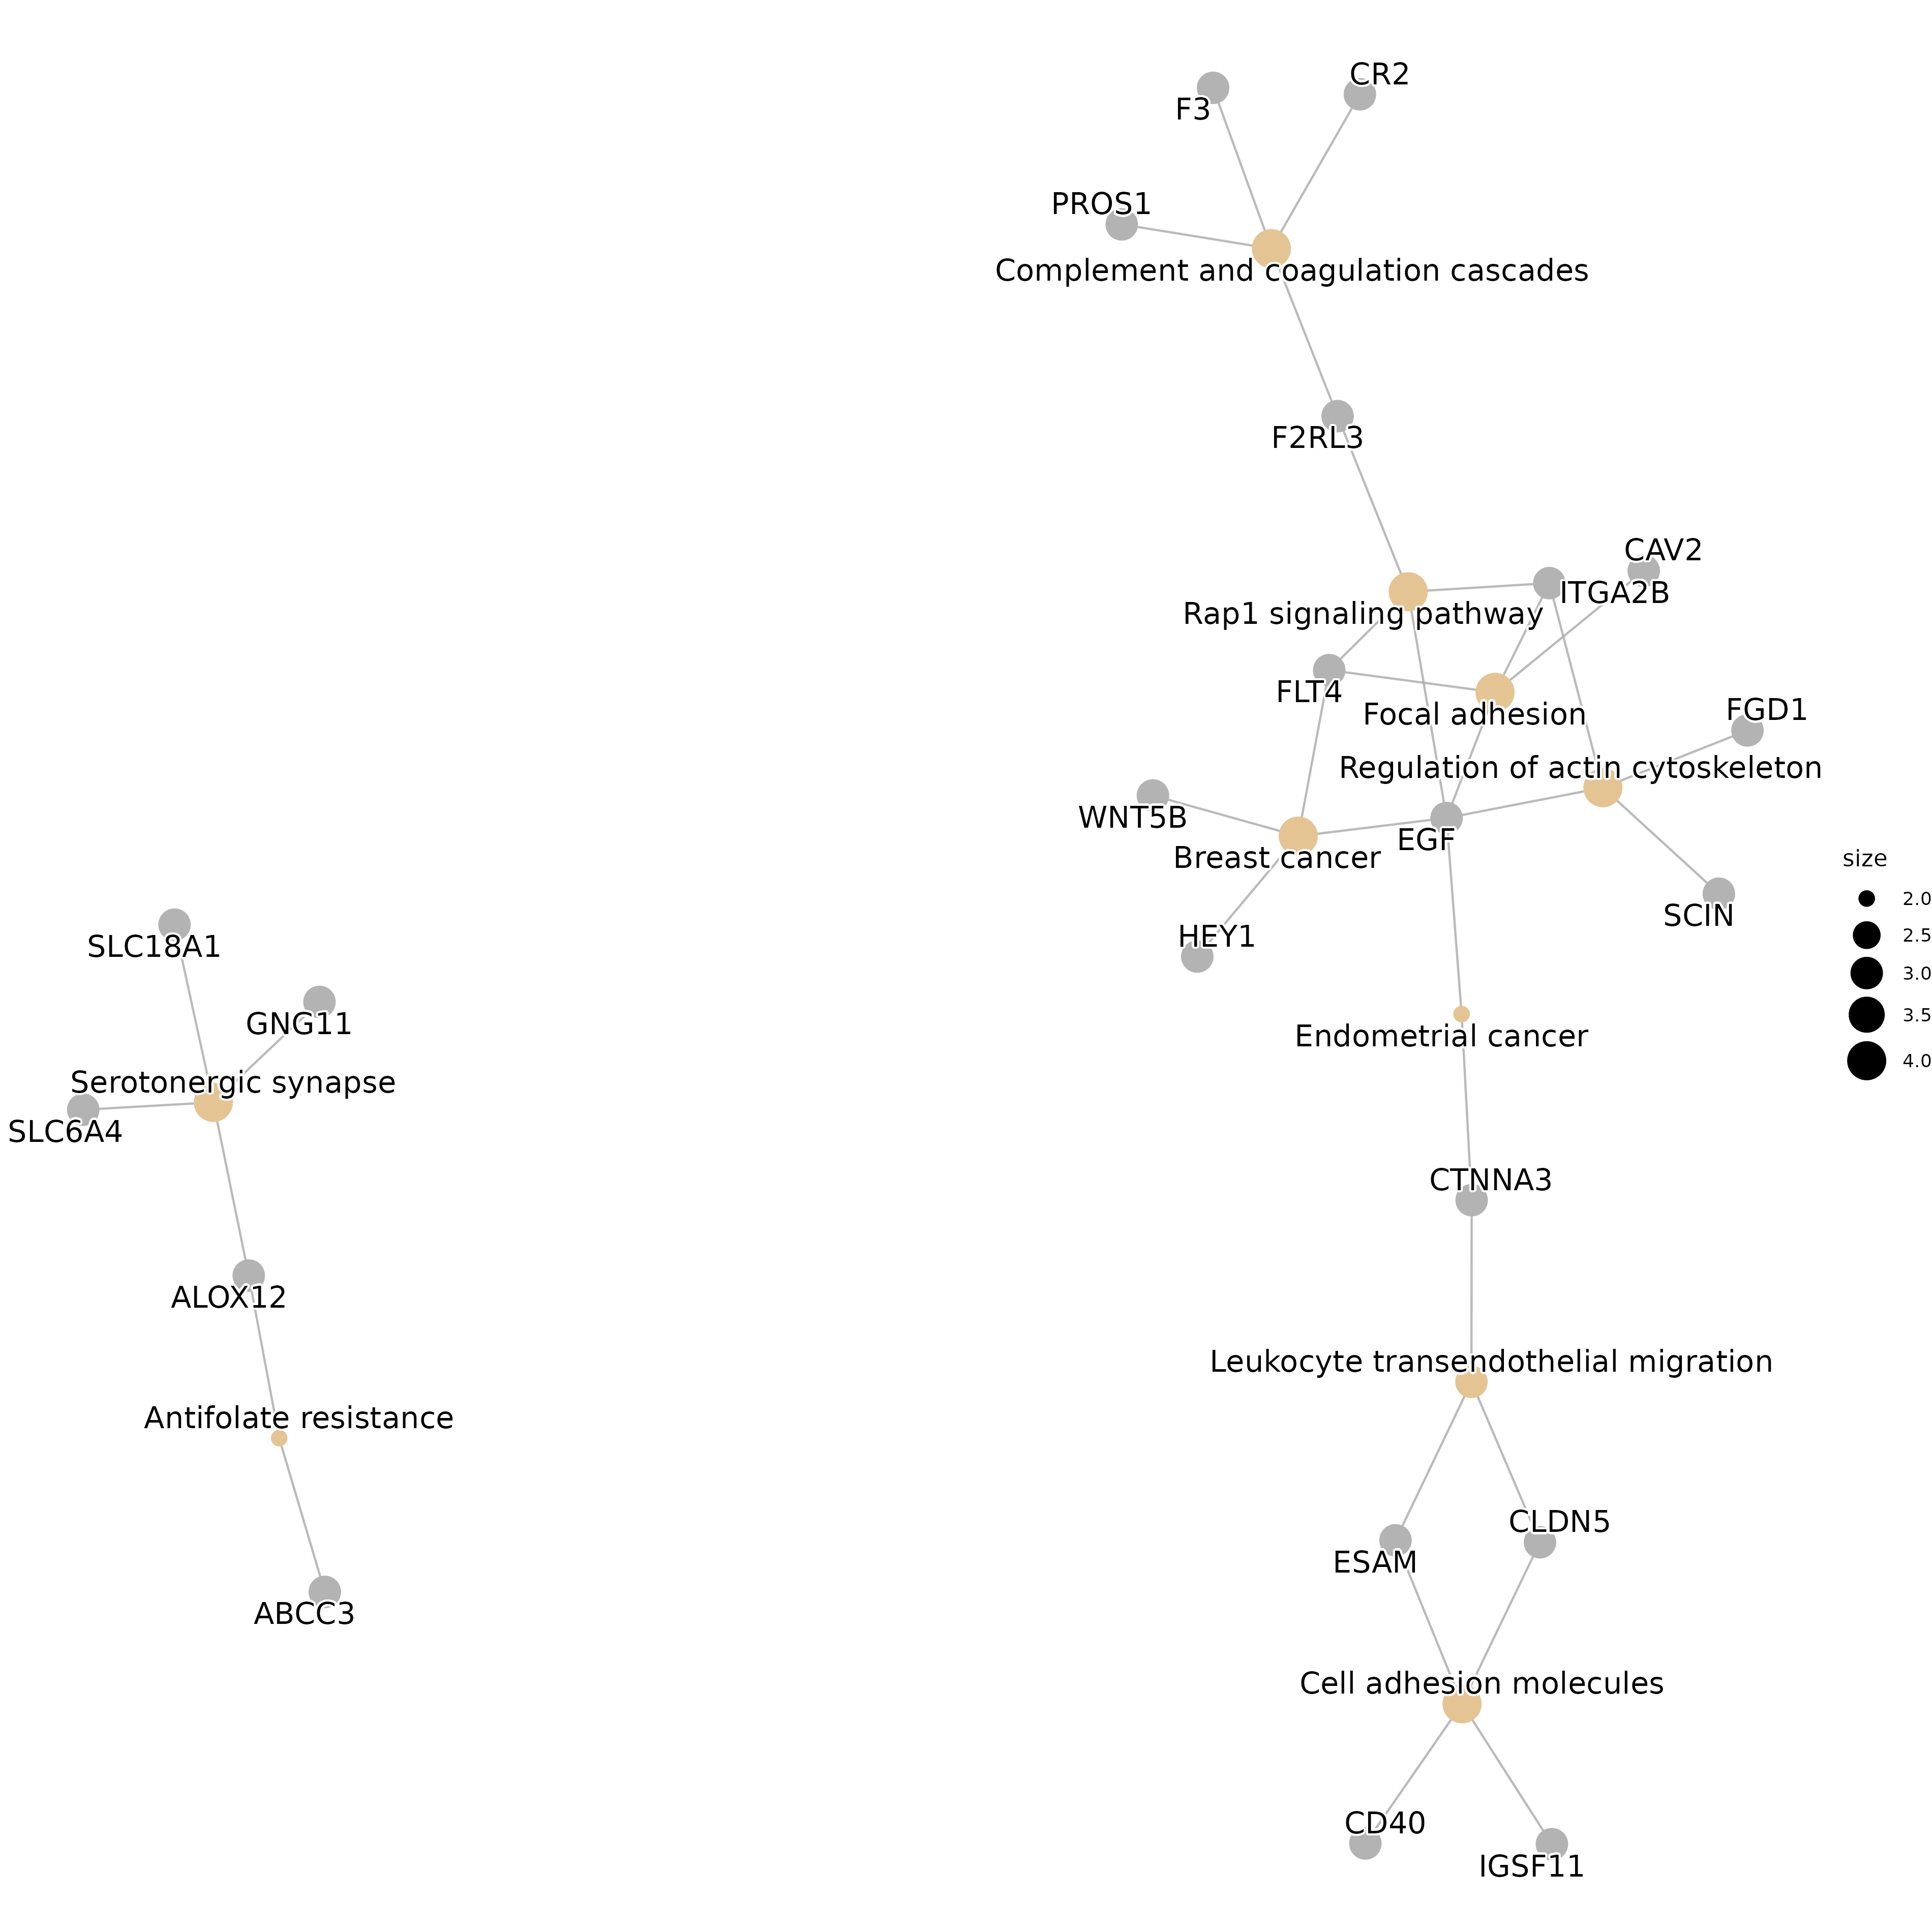 CR2
F3
PROS1
Complement and coagulation cascades
F2RL3
CAV2
ITGA2B
Rap1 signaling pathway
FLT4
Focal adhesion
FGD1
Regulation of actin cytoskeleton
WNT5B
EGF
Breast cancer
SCIN
HEY1
Endometrial cancer
CTNNA3
Leukocyte transendothelial migration
CLDN5
ESAM
Cell adhesion molecules
CD40
IGSF11
SLC18A1
GNG11
Serotonergic synapse
SLC6A4
ALOX12
Antifolate resistance
ABCC3
size
2.0
2.5
3.0
3.5
4.0